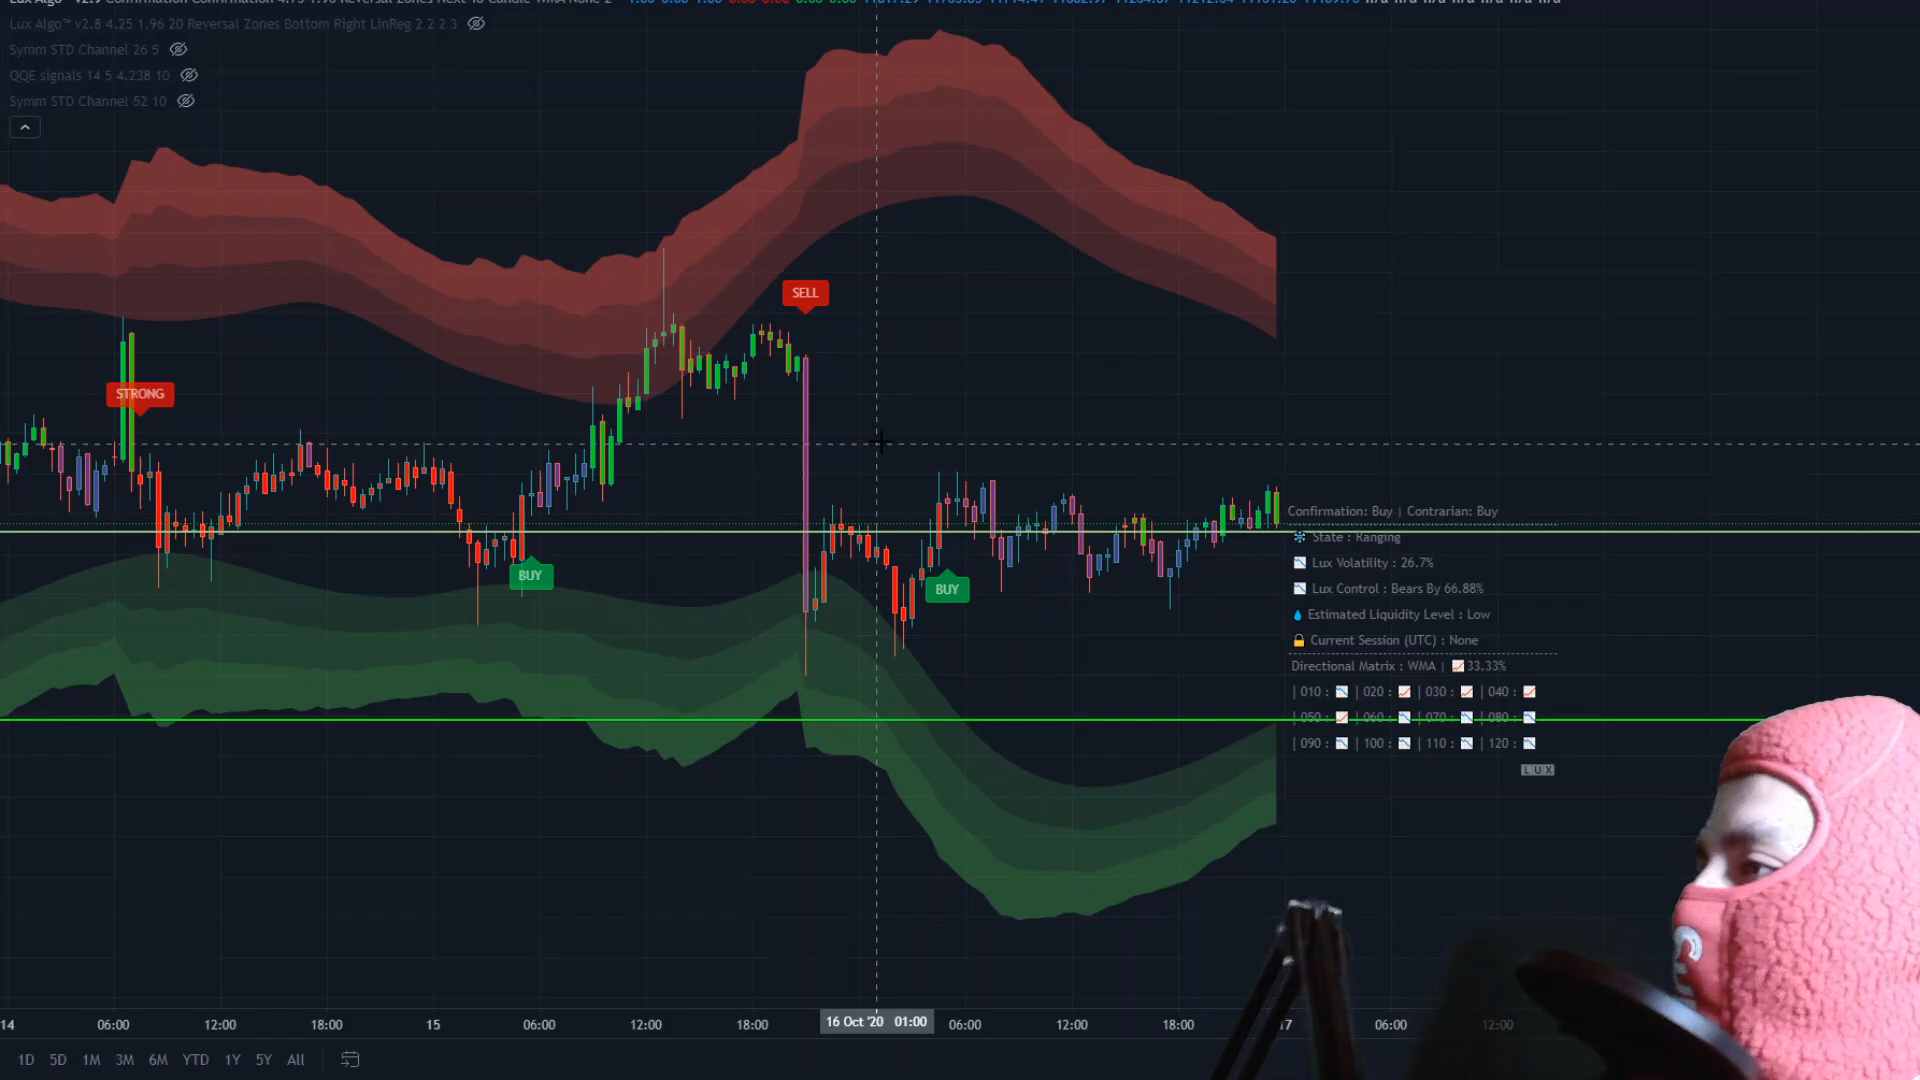 Lux Algo™ v2.8 4.25 1.96 20 Reversal Zones Bottom Right LinReg 2 2 2.3
Symm STD Channel 26 5
QQE signals 14 5 4.238 10
Symm STD Channel 52 10
SELL
STRONG
BUY
BUY
Confirmation: Buy | Contrarian: Buy
State : Ranging
Lux Volatility : 26.7%
Lux Control : Bears By 66.88%
Estimated Liquidity Level : Low
Current Session (UTC) : None
Directional Matrix : WMA | 33.33%
| 010 : | 020 : | 030 : | 040 :
| 050 : | 060 : | 070 : | 080 :
| 090 : | 100 : | 110 : | 120 :
LUX
14 06:00 12:00 18:00 15 06:00 12:00 18:00 16 Oct '20 01:00 06:00 12:00 18:00 17 06:00 12:00
1D 5D 1M 3M 6M YTD 1Y 5Y All